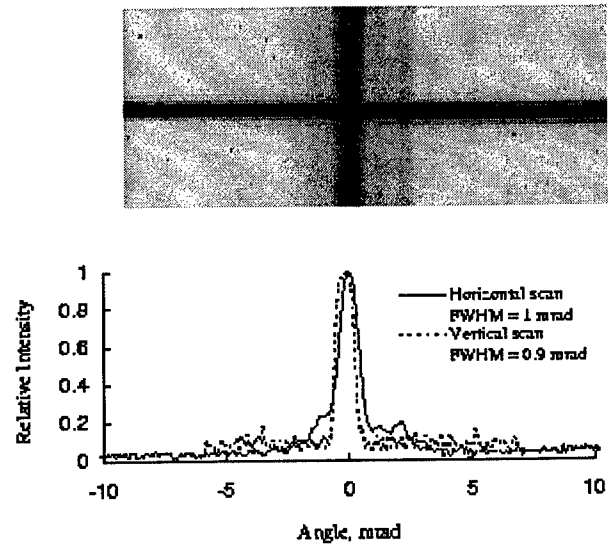 1
0.8
0.6
0.4
0.2
0
Relative Intensity
Horizontal scan
FWHM = 1 mrad
Vertical scan
FWHM = 0.9 mrad
-10 -5 0 5 10
Angle, mrad